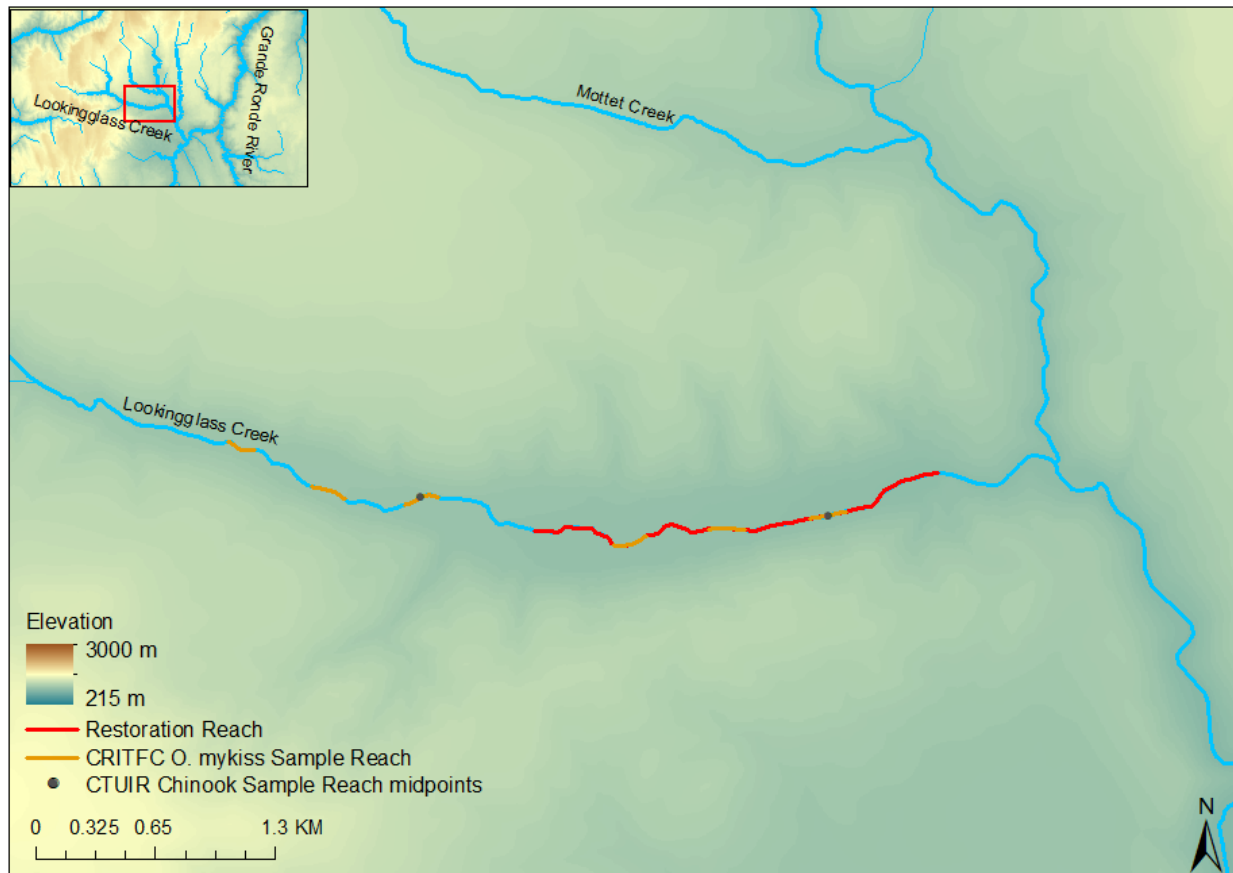 Grande Ronde River
Lookingglass Creek
Mottet Creek
Lookingglass Creek
Elevation
3000 m
215 m
Restoration Reach
CRITFC O. mykiss Sample Reach
CTUIR Chinook Sample Reach midpoints
0 0.325 0.65 1.3 KM
N